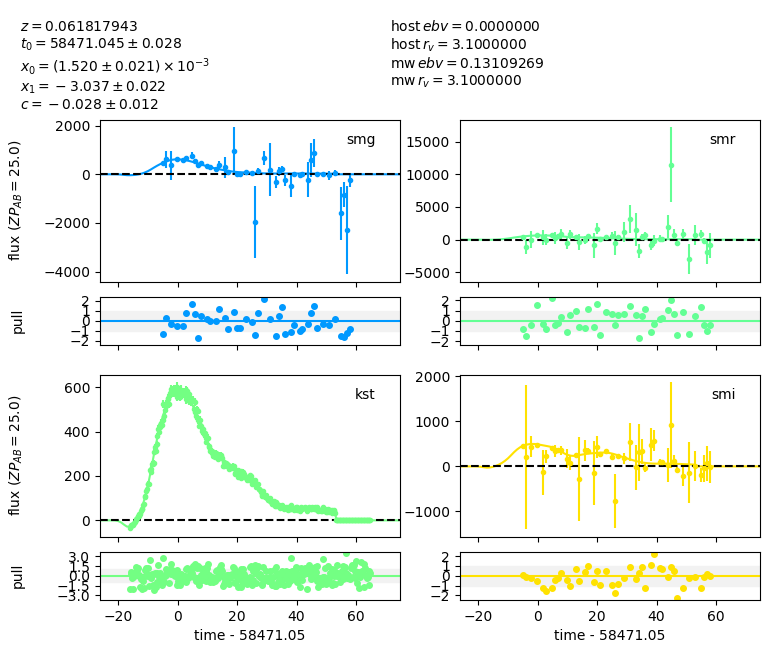 z = 0.061817943
t0 = 58471.045 ± 0.028
x0 = (1.520 ± 0.021) × 10^−3
x1 = −3.037 ± 0.022
c = −0.028 ± 0.012
host ebv = 0.0000000
host r_v = 3.1000000
mw ebv = 0.13109269
mw r_v = 3.1000000
smg
2000
0
−2000
−4000
flux (ZP_AB = 25.0)
smr
15000
10000
5000
0
−5000
pull
2
1
0
−1
−2
2
1
0
−1
−2
kst
600
400
200
0
flux (ZP_AB = 25.0)
smi
2000
1000
0
−1000
pull
3.0
1.5
0.0
−1.5
−3.0
2
1
0
−1
−2
−20 0 20 40 60
time - 58471.05
−20 0 20 40 60
time - 58471.05